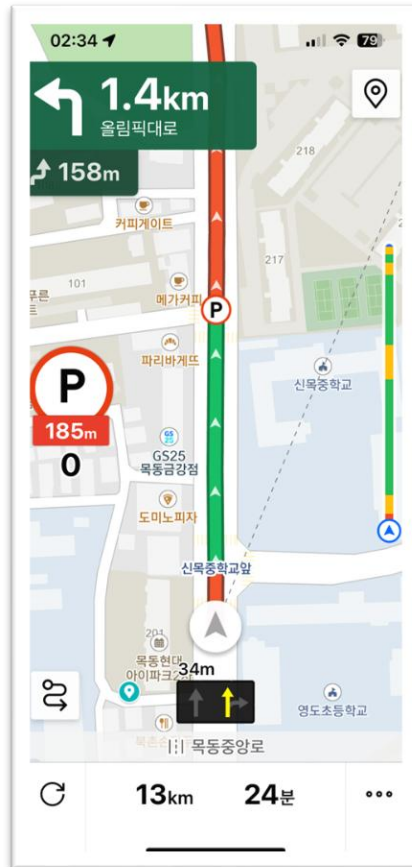 02:34
79
1.4km
올림픽대로
158m
218
커피게이트
217
101
메가커피
P
파리바게뜨
신목중학교
P
185m
0
GS25
목동금강점
도미노피자
신목중학교앞
201
목동현대
아이파크2차
34m
영도초등학교
목동중앙로
13km
24분